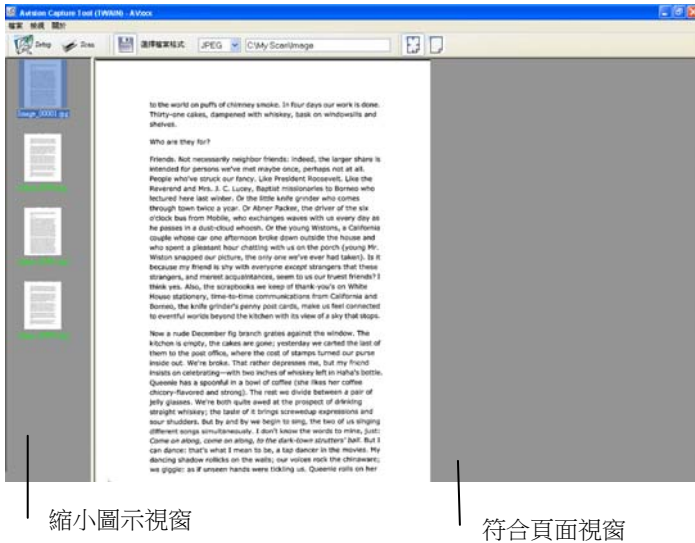 Avision Capture Tool (TWAIN) - AVxxx
檔案 檢視 關於
Setup Scan 選擇檔案格式: JPEG C:\My Scan\Image
Image_00001.jpg
to the world on puffs of chimney smoke. In four days our work is done.
Thirty-one cakes, dampened with whiskey, bask on windowsills and
shelves.
Who are they for?
Friends. Not necessarily neighbor friends: indeed, the larger share is
intended for persons we've met maybe once, perhaps not at all.
People who've struck our fancy. Like President Roosevelt. Like the
Reverend and Mrs. J. C. Lucey, Baptist missionaries to Borneo who
lectured here last winter. Or the little knife grinder who comes
through town twice a year. Or Abner Packer, the driver of the six
o'clock bus from Mobile, who exchanges waves with us every day as
he passes in a dust-cloud whoosh. Or the young Wistons, a California
couple whose car one afternoon broke down outside the house and
who spent a pleasant hour chatting with us on the porch (young Mr.
Wiston snapped our picture, the only one we've ever had taken). Is it
because my friend is shy with everyone except strangers that these
strangers, and merest acquaintances, seem to us our truest friends? I
think yes. Also, the scrapbooks we keep of thank-you's on White
House stationery, time-to-time communications from California and
Borneo, the knife grinder's penny post cards, make us feel connected
to eventful worlds beyond the kitchen with its view of a sky that stops.
Now a nude December fig branch grates against the window. The
kitchen is empty, the cakes are gone; yesterday we carted the last of
them to the post office, where the cost of stamps turned our purse
inside out. We're broke. That rather depresses me, but my friend
insists on celebrating—with two inches of whiskey left in Haha's bottle.
Queenie has a spoonful in a bowl of coffee (she likes her coffee
chicory-flavored and strong). The rest we divide between a pair of
jelly glasses. We're both quite awed at the prospect of drinking
straight whiskey; the taste of it brings screwedup expressions and
sour shudders. But by and by we begin to sing, the two of us singing
different songs simultaneously. I don't know the words to mine, just:
Come on along, come on along, to the dark-town strutters' ball. But I
can dance: that's what I mean to be, a tap dancer in the movies. My
dancing shadow rollicks on the walls; our voices rock the chinaware;
we giggle: as if unseen hands were tickling us. Queenie rolls on her
縮小圖示視窗
符合頁面視窗